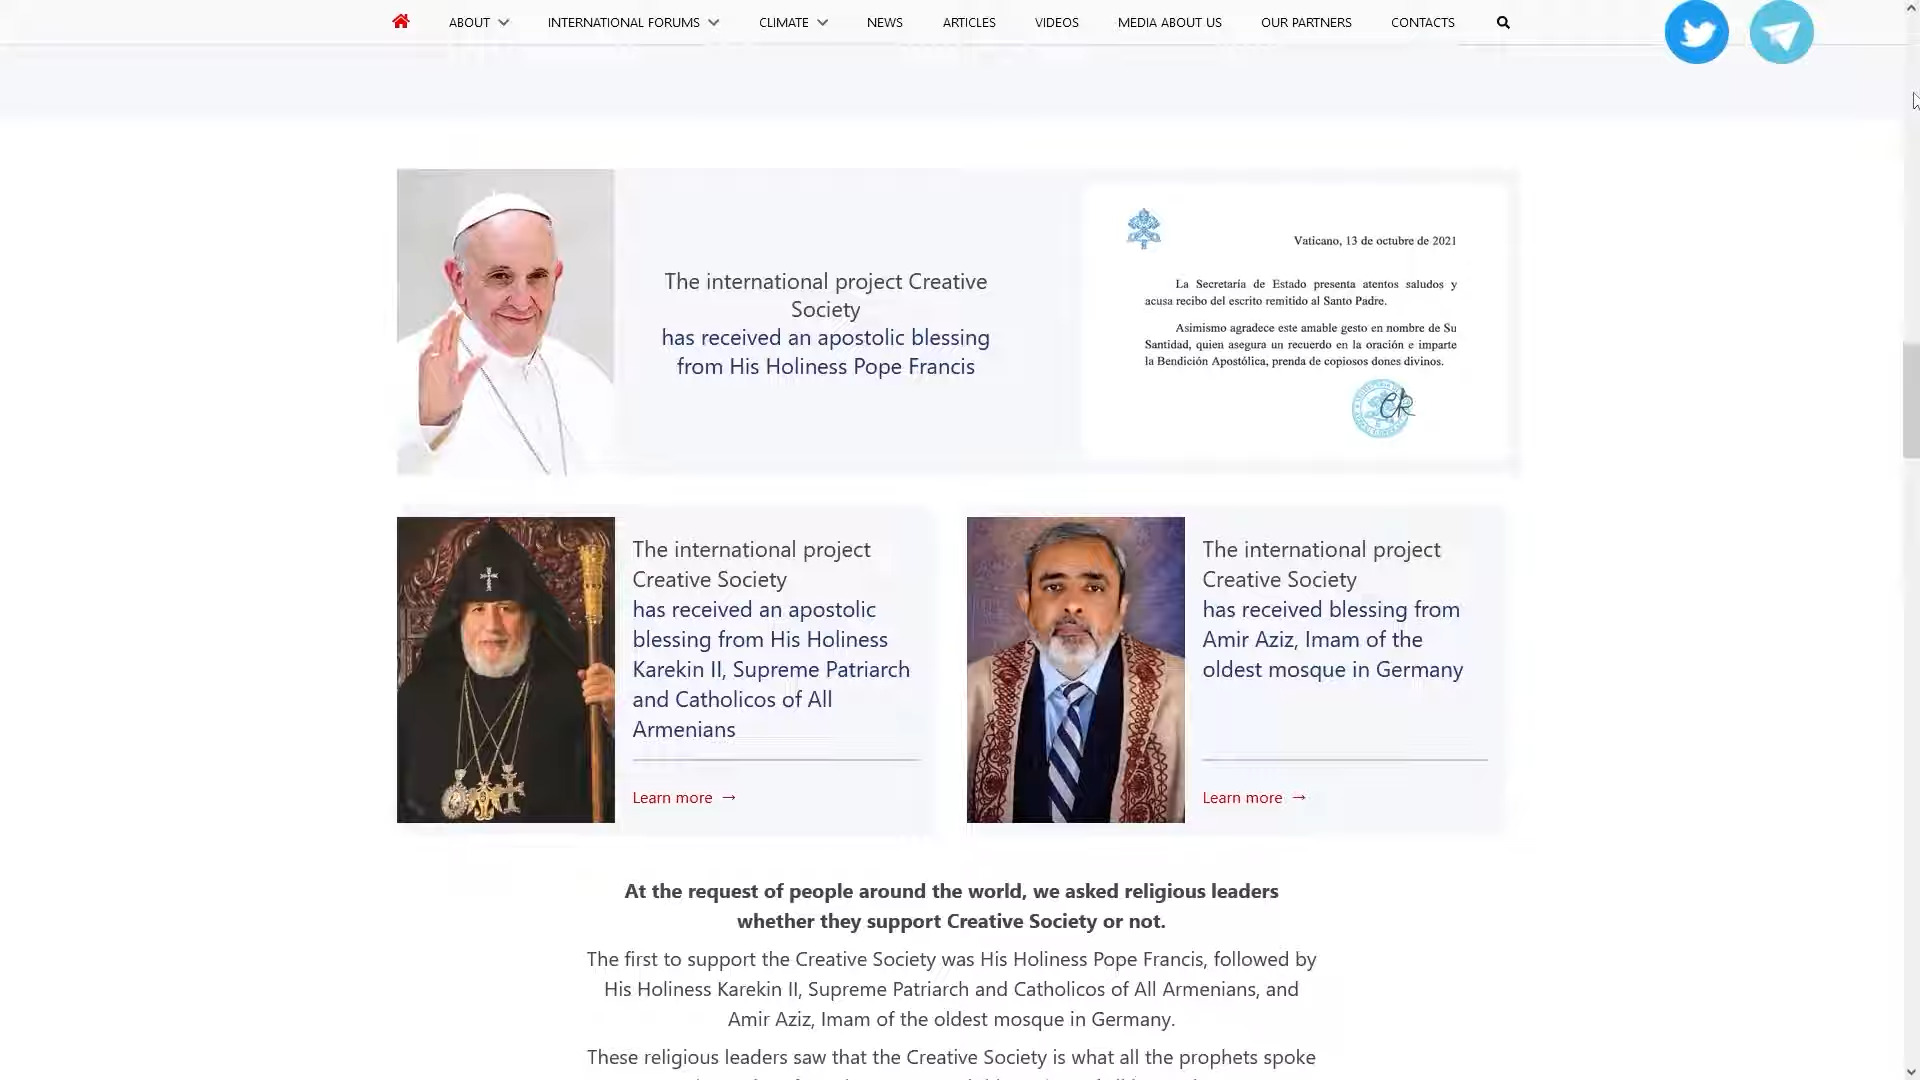 ABOUT INTERNATIONAL FORUMS CLIMATE NEWS ARTICLES VIDEOS MEDIA ABOUT US OUR PARTNERS CONTACTS
The international project Creative
Society
has received an apostolic blessing
from His Holiness Pope Francis
Vaticano, 13 de octubre de 2021
La Secretaría de Estado presenta atentos saludos y
acusa recibo del escrito remitido al Santo Padre.
Asimismo agradece este amable gesto en nombre de Su
Santidad, quien asegura un recuerdo en la oración e imparte
la Bendición Apostólica, prenda de copiosos dones divinos.
The international project
Creative Society
has received an apostolic
blessing from His Holiness
Karekin II, Supreme Patriarch
and Catholicos of All
Armenians
Learn more →
The international project
Creative Society
has received blessing from
Amir Aziz, Imam of the
oldest mosque in Germany
Learn more →
At the request of people around the world, we asked religious leaders
whether they support Creative Society or not.
The first to support the Creative Society was His Holiness Pope Francis, followed by
His Holiness Karekin II, Supreme Patriarch and Catholicos of All Armenians, and
Amir Aziz, Imam of the oldest mosque in Germany.
These religious leaders saw that the Creative Society is what all the prophets spoke